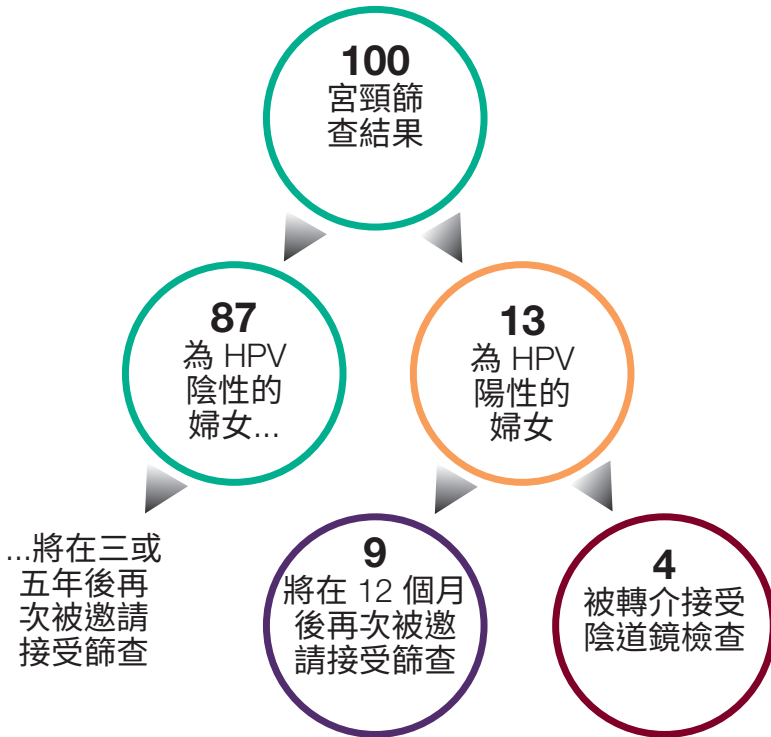 100
宮頸篩
查結果
87
為 HPV
陰性的
婦女...
13
為 HPV
陽性的
婦女
...將在三或
五年後再
次被邀請
接受篩查
9
將在 12 個月
後再次被邀
請接受篩查
4
被轉介接受
陰道鏡檢查